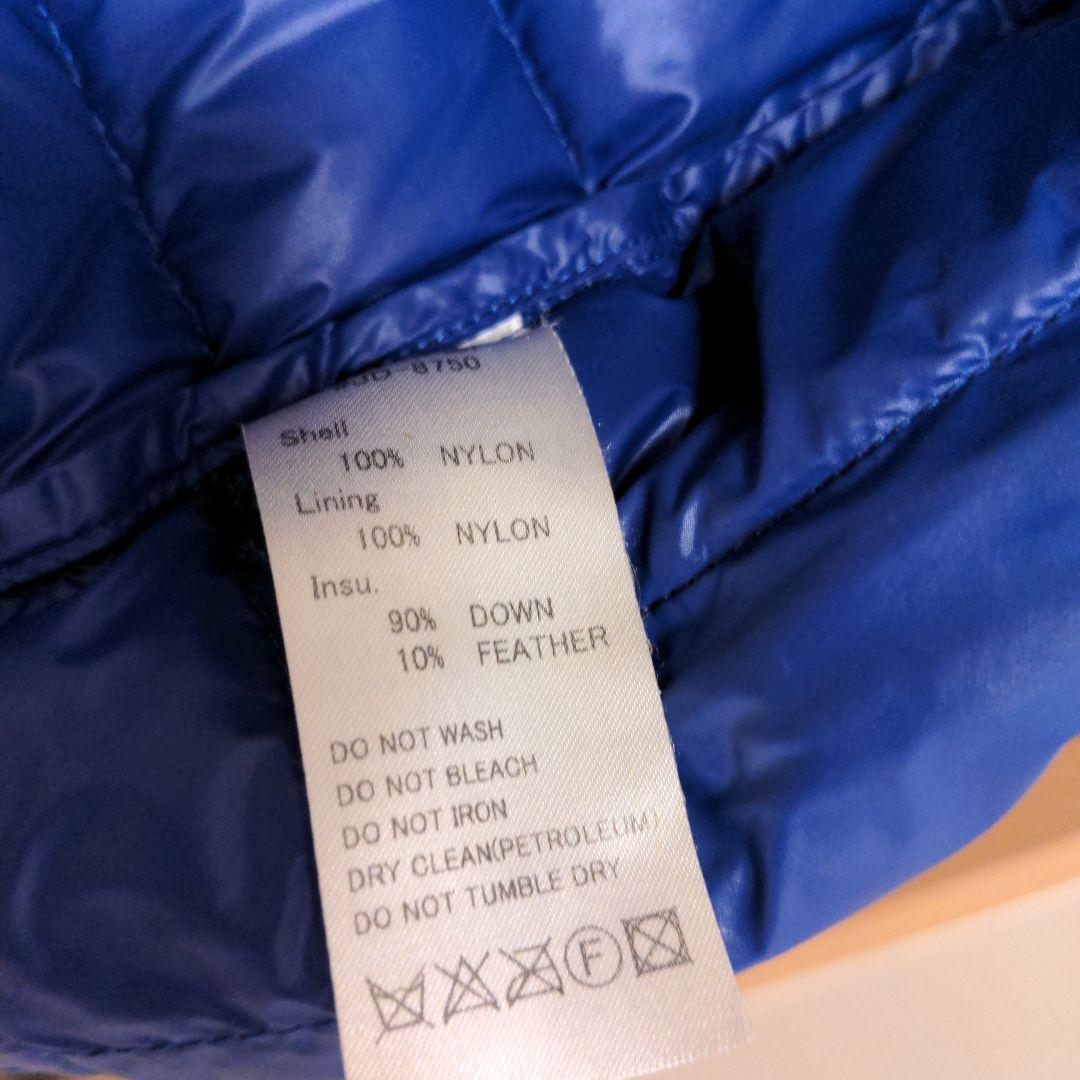 8750
Shell
100% NYLON
Lining
100% NYLON
Insu.
90% DOWN
10% FEATHER
DO NOT WASH
DO NOT BLEACH
DO NOT IRON
DRY CLEAN(PETROLEUM)
DO NOT TUMBLE DRY
F